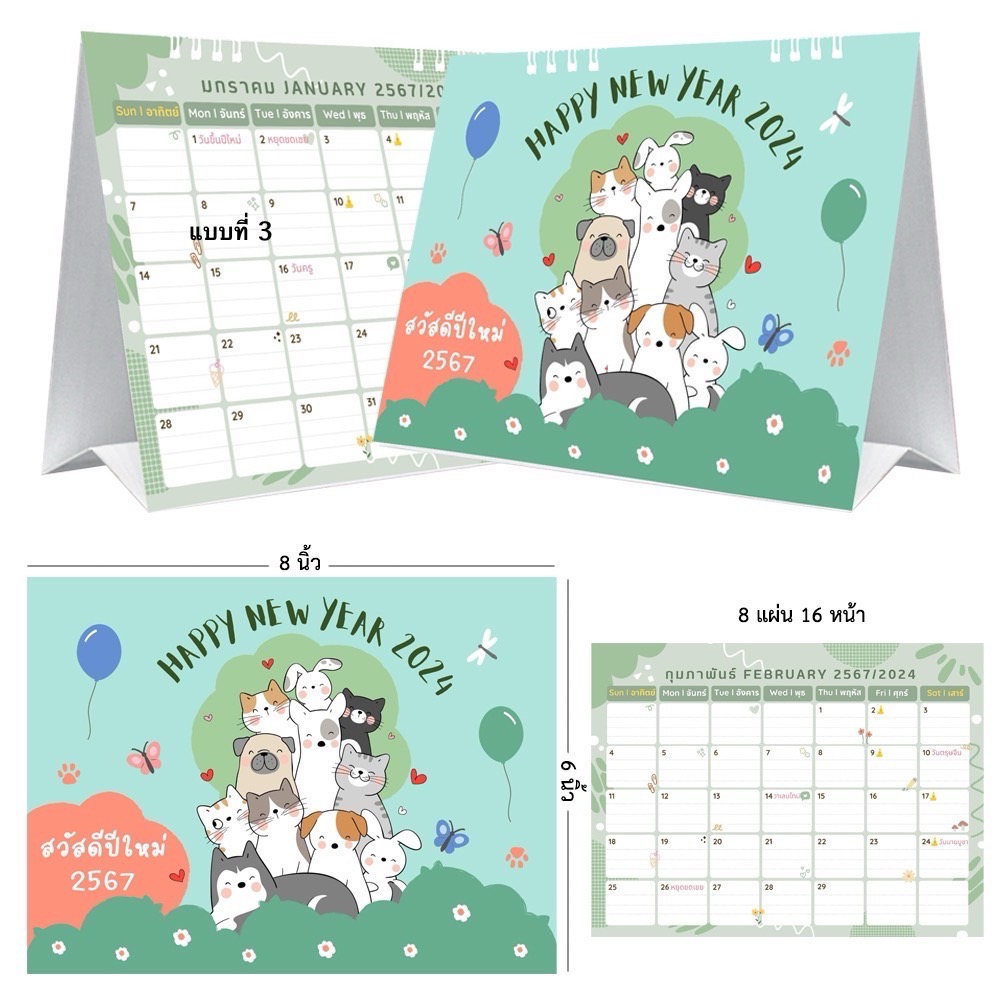 มกราคม JANUARY 2567/20
Sun | อาทิตย์ Mon | จันทร์ Tue | อังคาร Wed | พุธ Thu | พฤหัส
1 วันขึ้นปีใหม่ 2 หยุดชดเชย 3 4
7 8 9 10 11
แบบที่ 3
14 15 16 วันครู 17
21 22 23 24
28 29 30 31
HAPPY NEW YEAR 2024
สวัสดีปีใหม่
2567
8 นิ้ว
HAPPY NEW YEAR 2024
สวัสดีปีใหม่
2567
6 นิ้ว
8 แผ่น 16 หน้า
กุมภาพันธ์ FEBRUARY 2567/2024
Sun | อาทิตย์ Mon | จันทร์ Tue | อังคาร Wed | พุธ Thu | พฤหัส Fri | ศุกร์ Sat | เสาร์
1 2 3
4 5 6 7 8 9 10 วันตรุษจีน
11 12 13 14 วาเลนไทน์ 15 16 17
18 19 20 21 22 23 24 วันมาฆบูชา
25 26 หยุดชดเชย 27 28 29